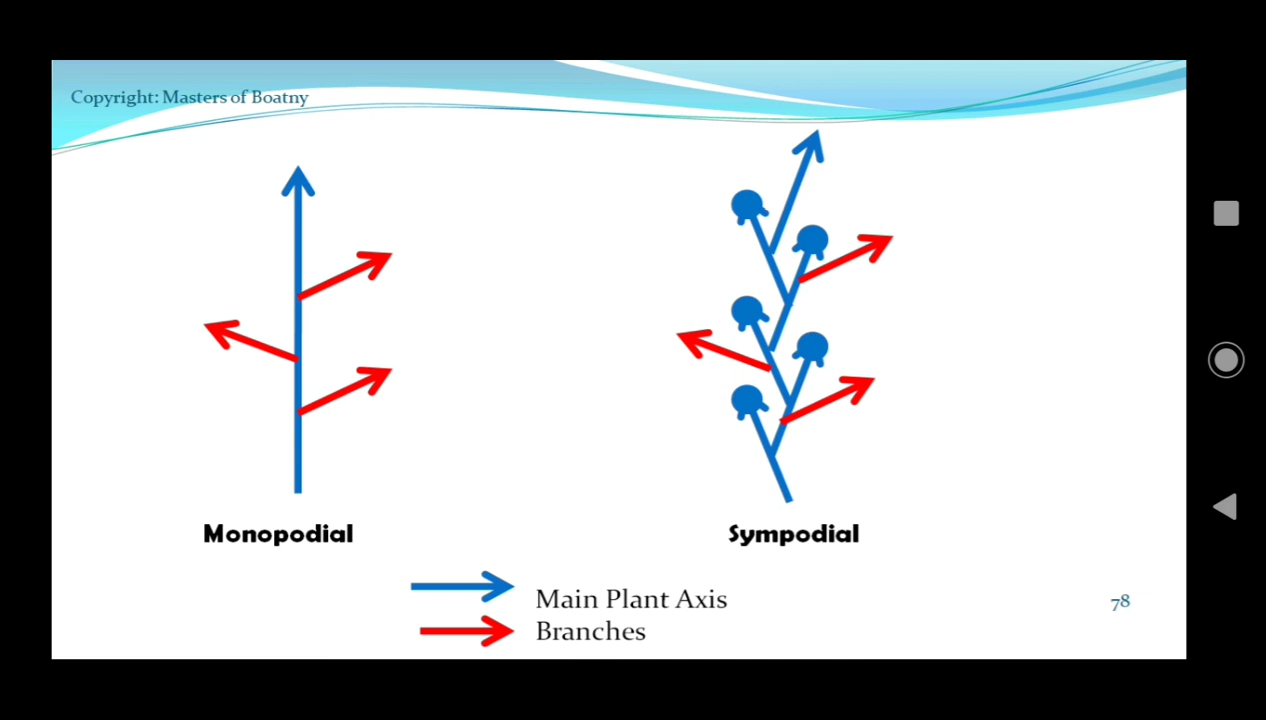 Copyright: Masters of Boatny
Monopodial
Sympodial
Main Plant Axis
Branches
78